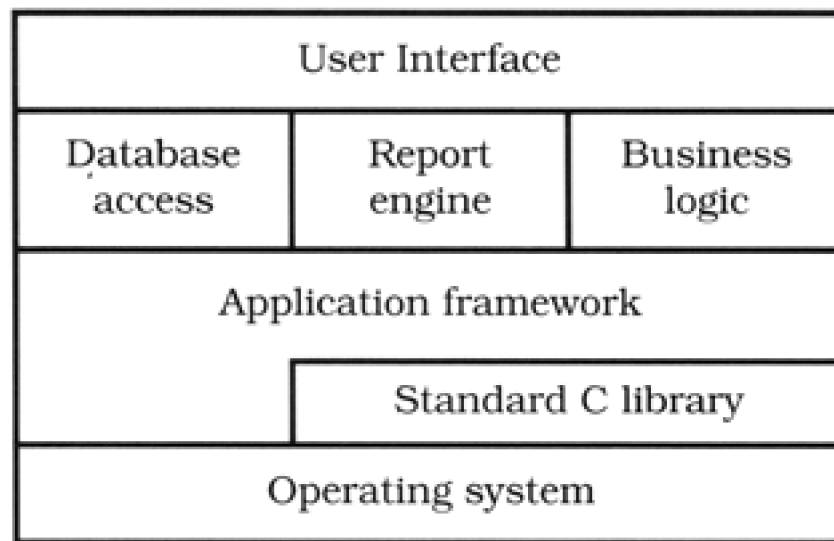 User Interface
Database
access
Report
engine
Business
logic
Application framework
Standard C library
Operating system